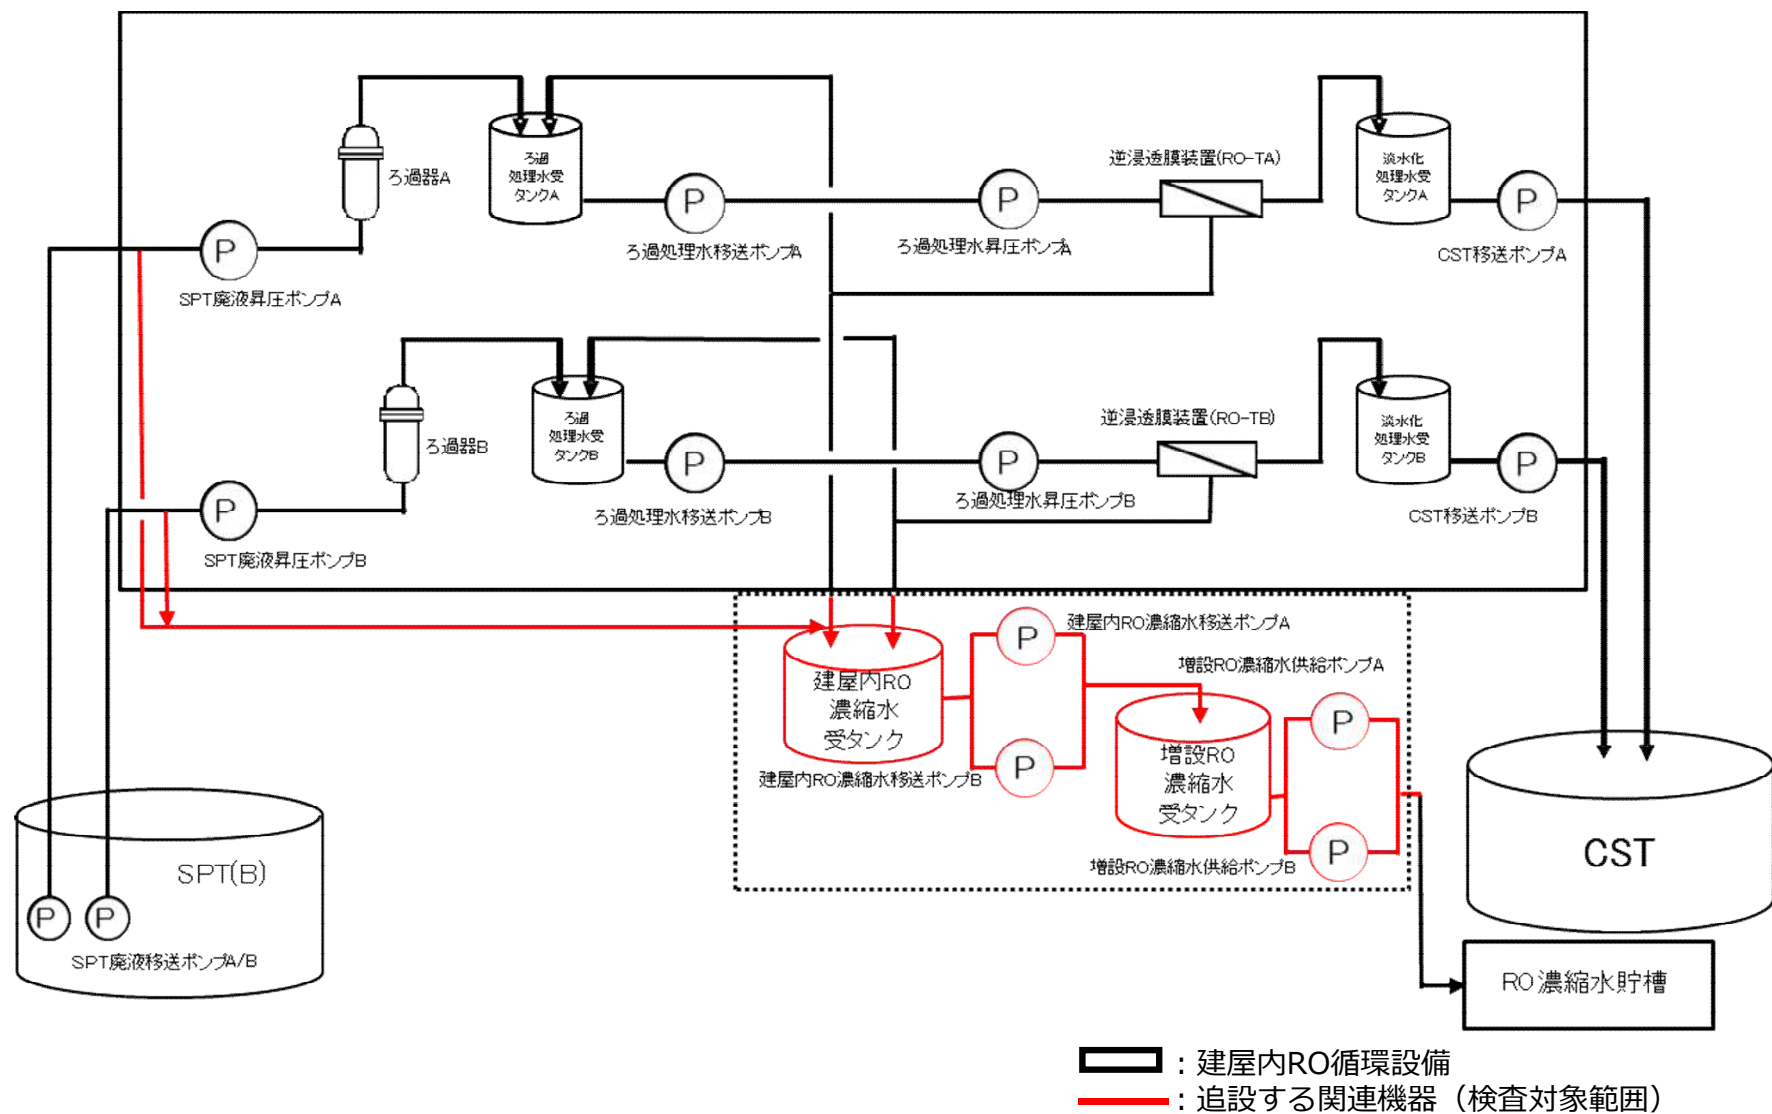 P
ろ過器A
ろ過
処理水受
タンクA
P
ろ過処理水移送ポンプA
P
ろ過処理水昇圧ポンプA
逆浸透膜装置(RO-TA)
淡水化
処理水受
タンクA
P
CST移送ポンプA
SPT廃液昇圧ポンプA
P
ろ過器B
ろ過
処理水受
タンクB
P
ろ過処理水移送ポンプB
P
ろ過処理水昇圧ポンプB
逆浸透膜装置(RO-TB)
淡水化
処理水受
タンクB
P
CST移送ポンプB
SPT廃液昇圧ポンプB
建屋内RO
濃縮水
受タンク
P
建屋内RO濃縮水移送ポンプA
P
建屋内RO濃縮水移送ポンプB
増設RO濃縮水供給ポンプA
P
増設RO
濃縮水
受タンク
P
増設RO濃縮水供給ポンプB
SPT(B)
P
P
SPT廃液移送ポンプA/B
CST
RO濃縮水貯槽
：建屋内RO循環設備
：追設する関連機器（検査対象範囲）